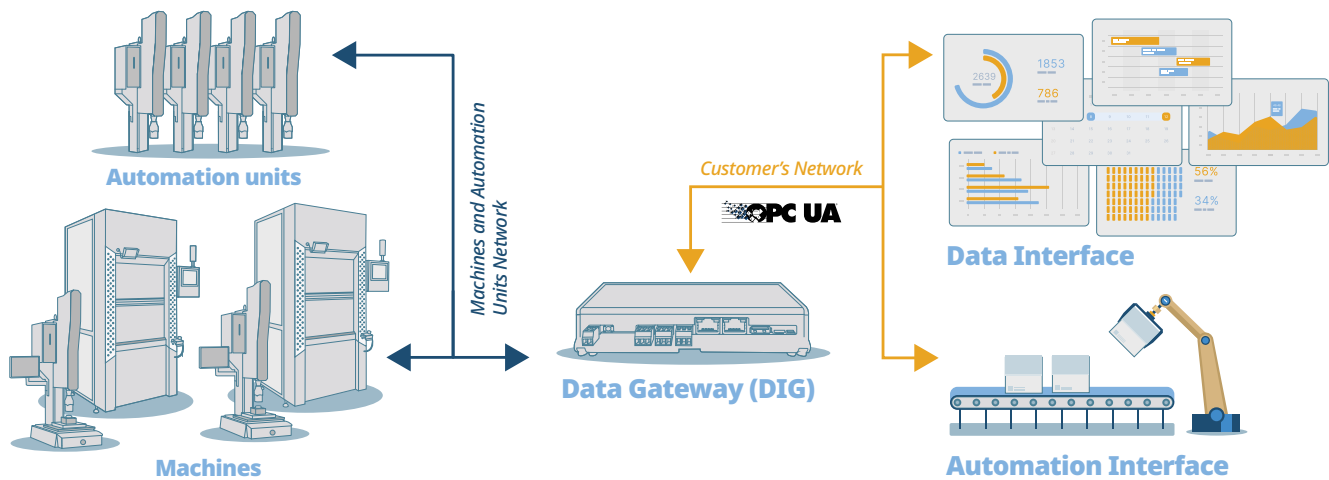 Automation units
Machines
Machines and Automation
Units Network
Customer's Network
OPC UA
Data Gateway (DIG)
2639
1853
786
56%
34%
Data Interface
Automation Interface